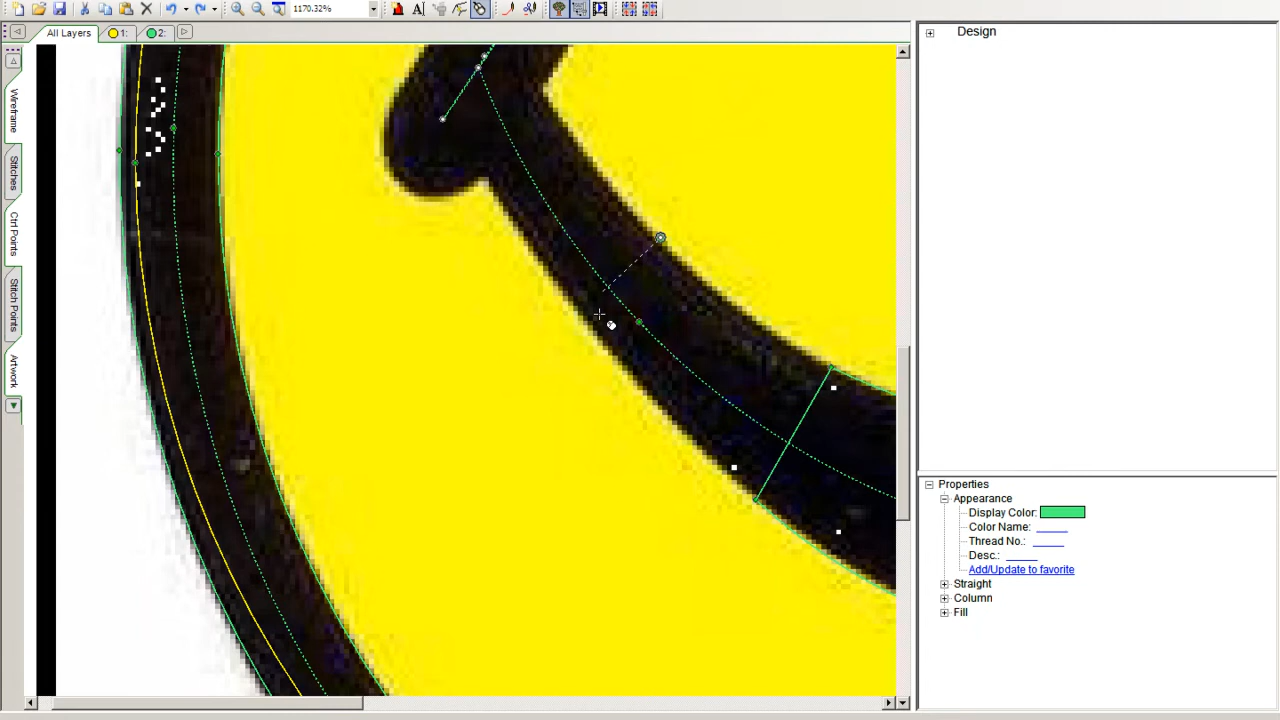 1170.32%
All Layers
1:
2:
Design
Wireframe
Stitches
Ctrl Points
Stitch Points
Artwork
Properties
Appearance
Display Color:
Color Name:
Thread No.:
Desc.:
Add/Update to favorite
Straight
Column
Fill